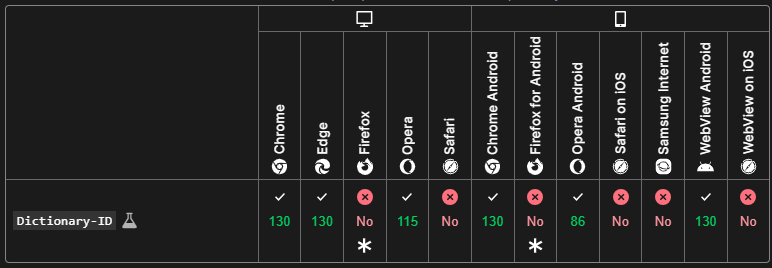 Chrome
Edge
Firefox
Opera
Safari
Chrome Android
Firefox for Android
Opera Android
Safari on iOS
Samsung Internet
WebView Android
WebView on iOS
Dictionary-ID
130 130 No 115 No 130 No 86 No No 130 No
* *